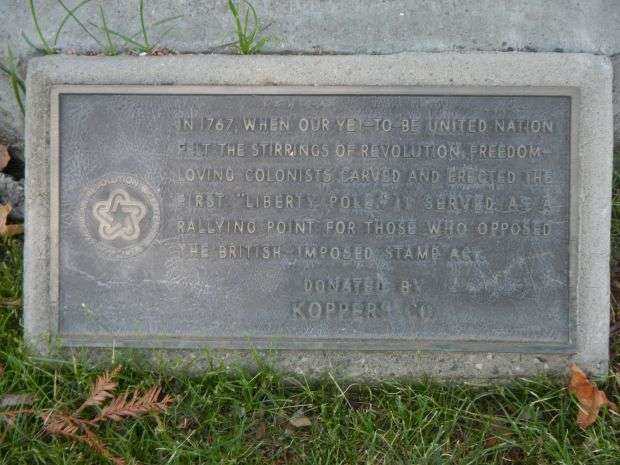 IN 1767, WHEN OUR YET-TO BE UNITED NATION
FELT THE STIRRINGS OF REVOLUTION, FREEDOM-
LOVING COLONISTS CARVED AND ERECTED THE
FIRST "LIBERTY POLE." IT SERVED AS A
RALLYING POINT FOR THOSE WHO OPPOSED
THE BRITISH IMPOSED STAMP ACT.
DONATED BY
KOPPERS CO.
REVOLUTION